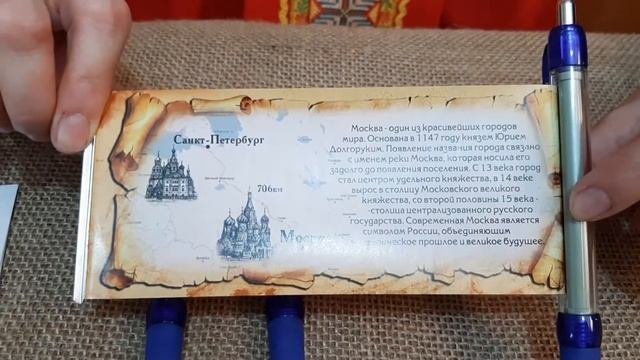 Санкт-Петербург
706км
Москва - один из красивейших городов
мира. Основана в 1147 году князем Юрием
Долгоруким. Появление назва-ния города связано
с именем реки Москва, которая носила его
задолго до появления поселения. С 13 века город
стал центром удельного княжества, в 14 веке
вырос в столицу Московского великого
княжества, со второй половины 15 века -
-столица централизованного русского
государства. Современная Москва является
символом России, объединяющим
прошлое и великое будущее.